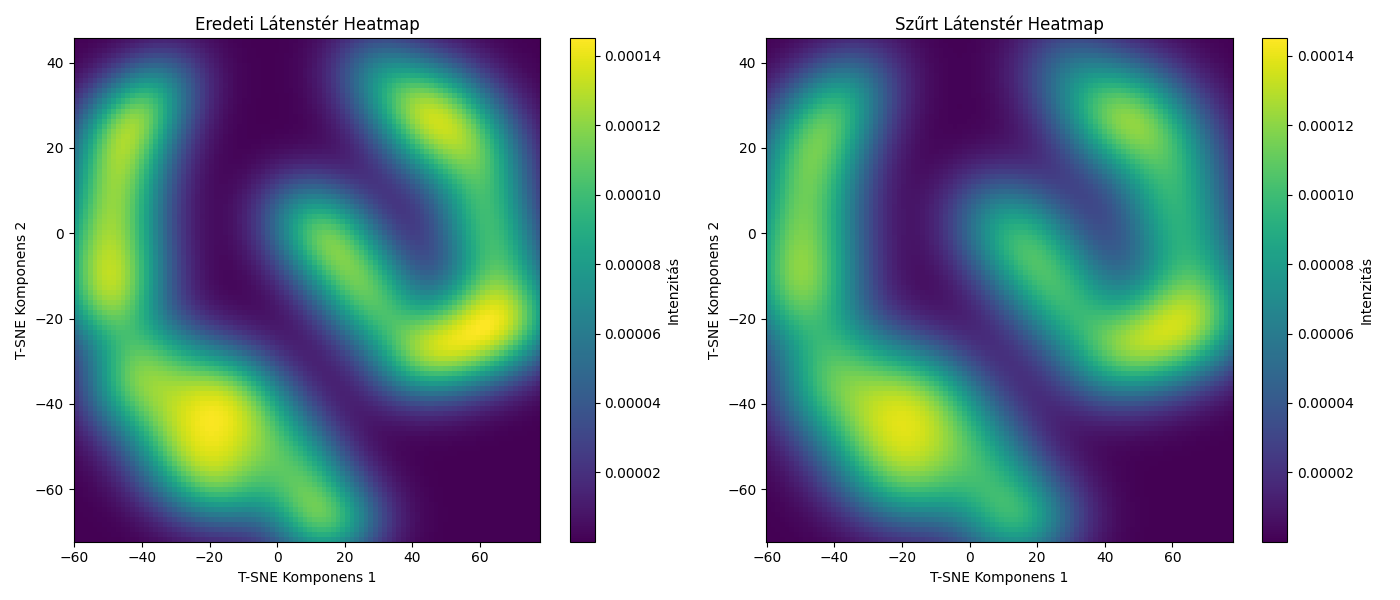 Eredeti Látenstér Heatmap
40
20
0
−20
−40
−60
T-SNE Komponens 2
−60 −40 −20 0 20 40 60
T-SNE Komponens 1
0.00014
0.00012
0.00010
0.00008
0.00006
0.00004
0.00002
Intenzitás
Szűrt Látenstér Heatmap
40
20
0
−20
−40
−60
T-SNE Komponens 2
−60 −40 −20 0 20 40 60
T-SNE Komponens 1
0.00014
0.00012
0.00010
0.00008
0.00006
0.00004
0.00002
Intenzitás